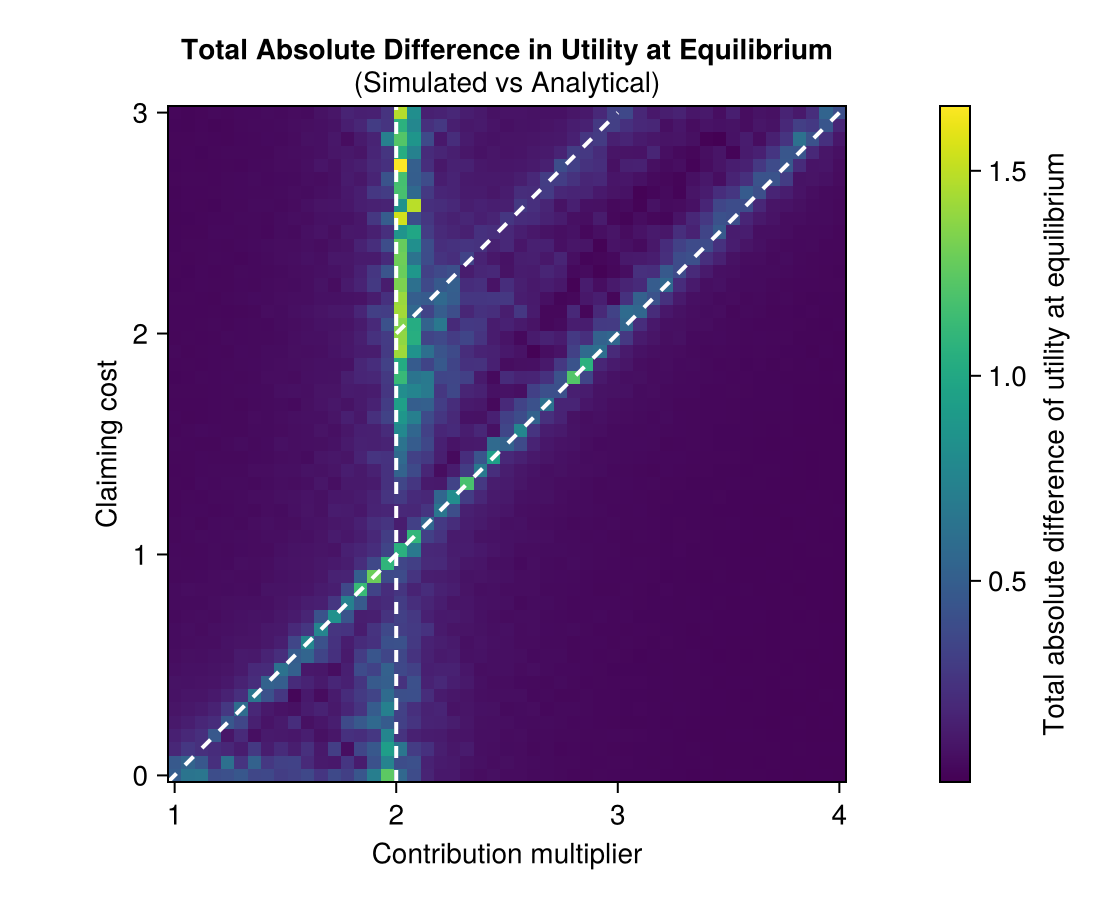 Total Absolute Difference in Utility at Equilibrium
(Simulated vs Analytical)
3
2
1
0
Claiming cost
1 2 3 4
Contribution multiplier
1.5
1.0
0.5
Total absolute difference of utility at equilibrium